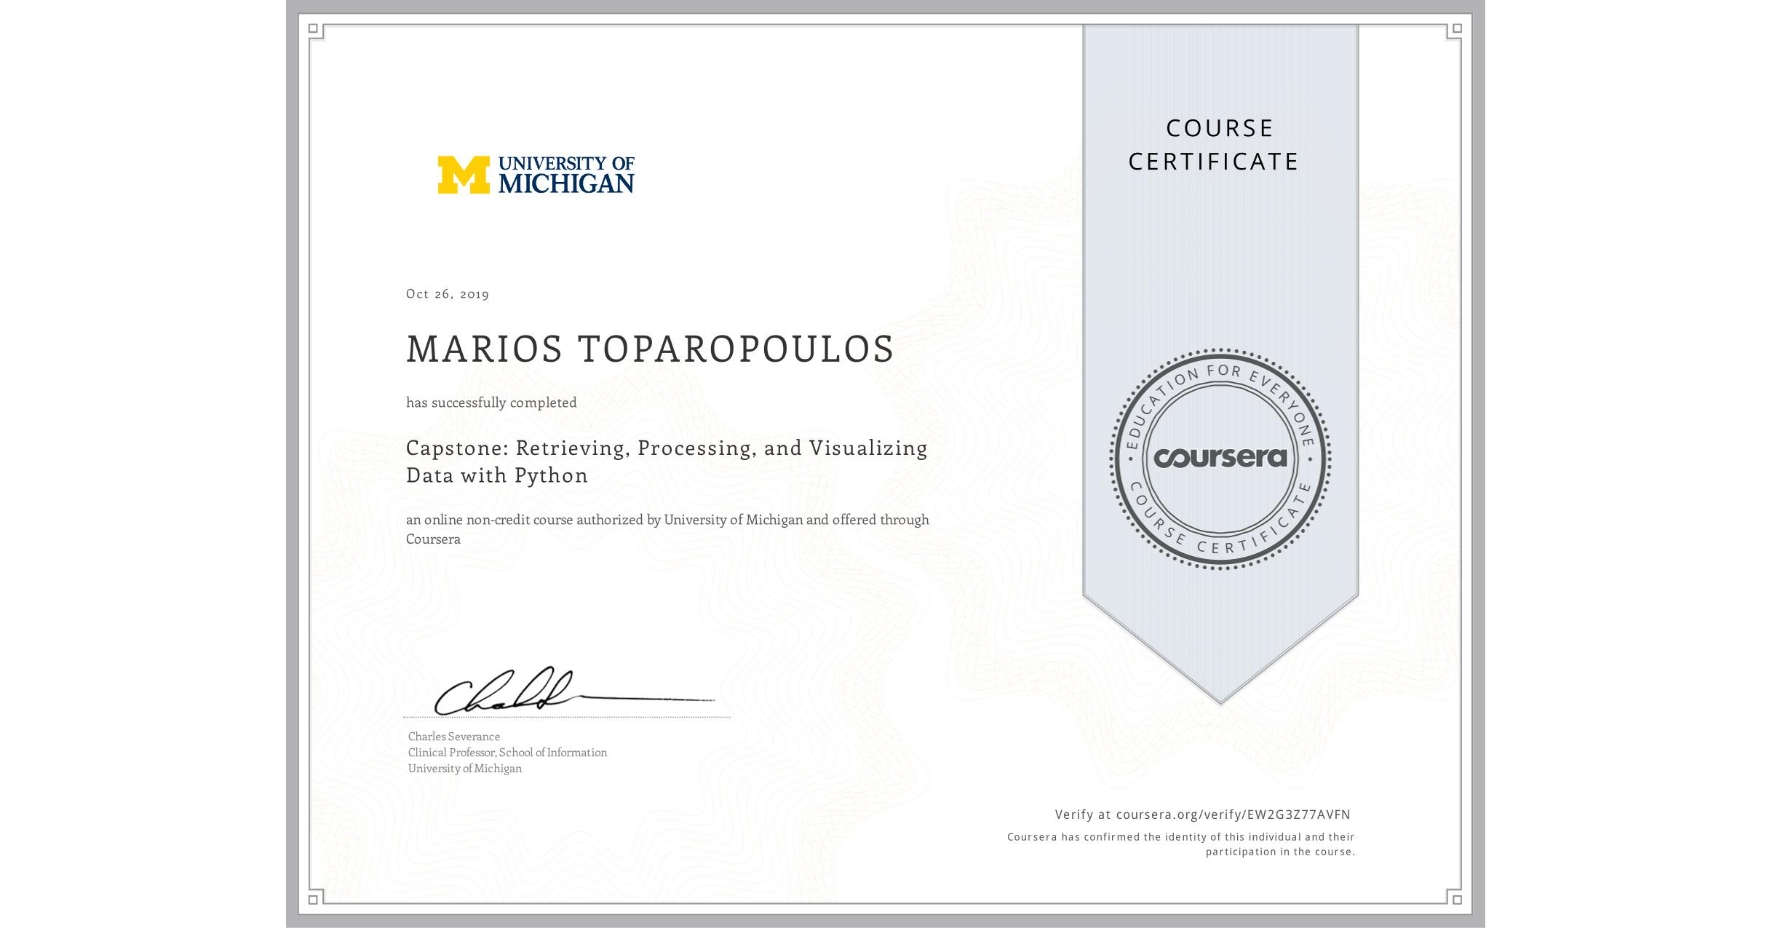 COURSE
CERTIFICATE
UNIVERSITY OF
MICHIGAN
Oct 26, 2019
MARIOS TOPAROPOULOS
has successfully completed
Capstone: Retrieving, Processing, and Visualizing
Data with Python
an online non-credit course authorized by University of Michigan and offered through
Coursera
EDUCATION FOR EVERYONE
coursera
COURSE CERTIFICATE
Charles Severance
Clinical Professor, School of Information
University of Michigan
Verify at coursera.org/verify/EW2G3Z77AVFN
Coursera has confirmed the identity of this individual and their
participation in the course.